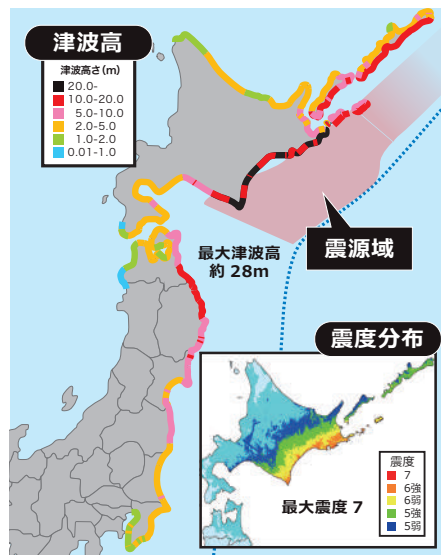 津波高
津波高さ(m)
20.0-
10.0-20.0
5.0-10.0
2.0-5.0
1.0-2.0
0.01-1.0
最大津波高
約 28m
震源域
震度分布
震度
7
6強
6弱
5強
5弱
最大震度 7